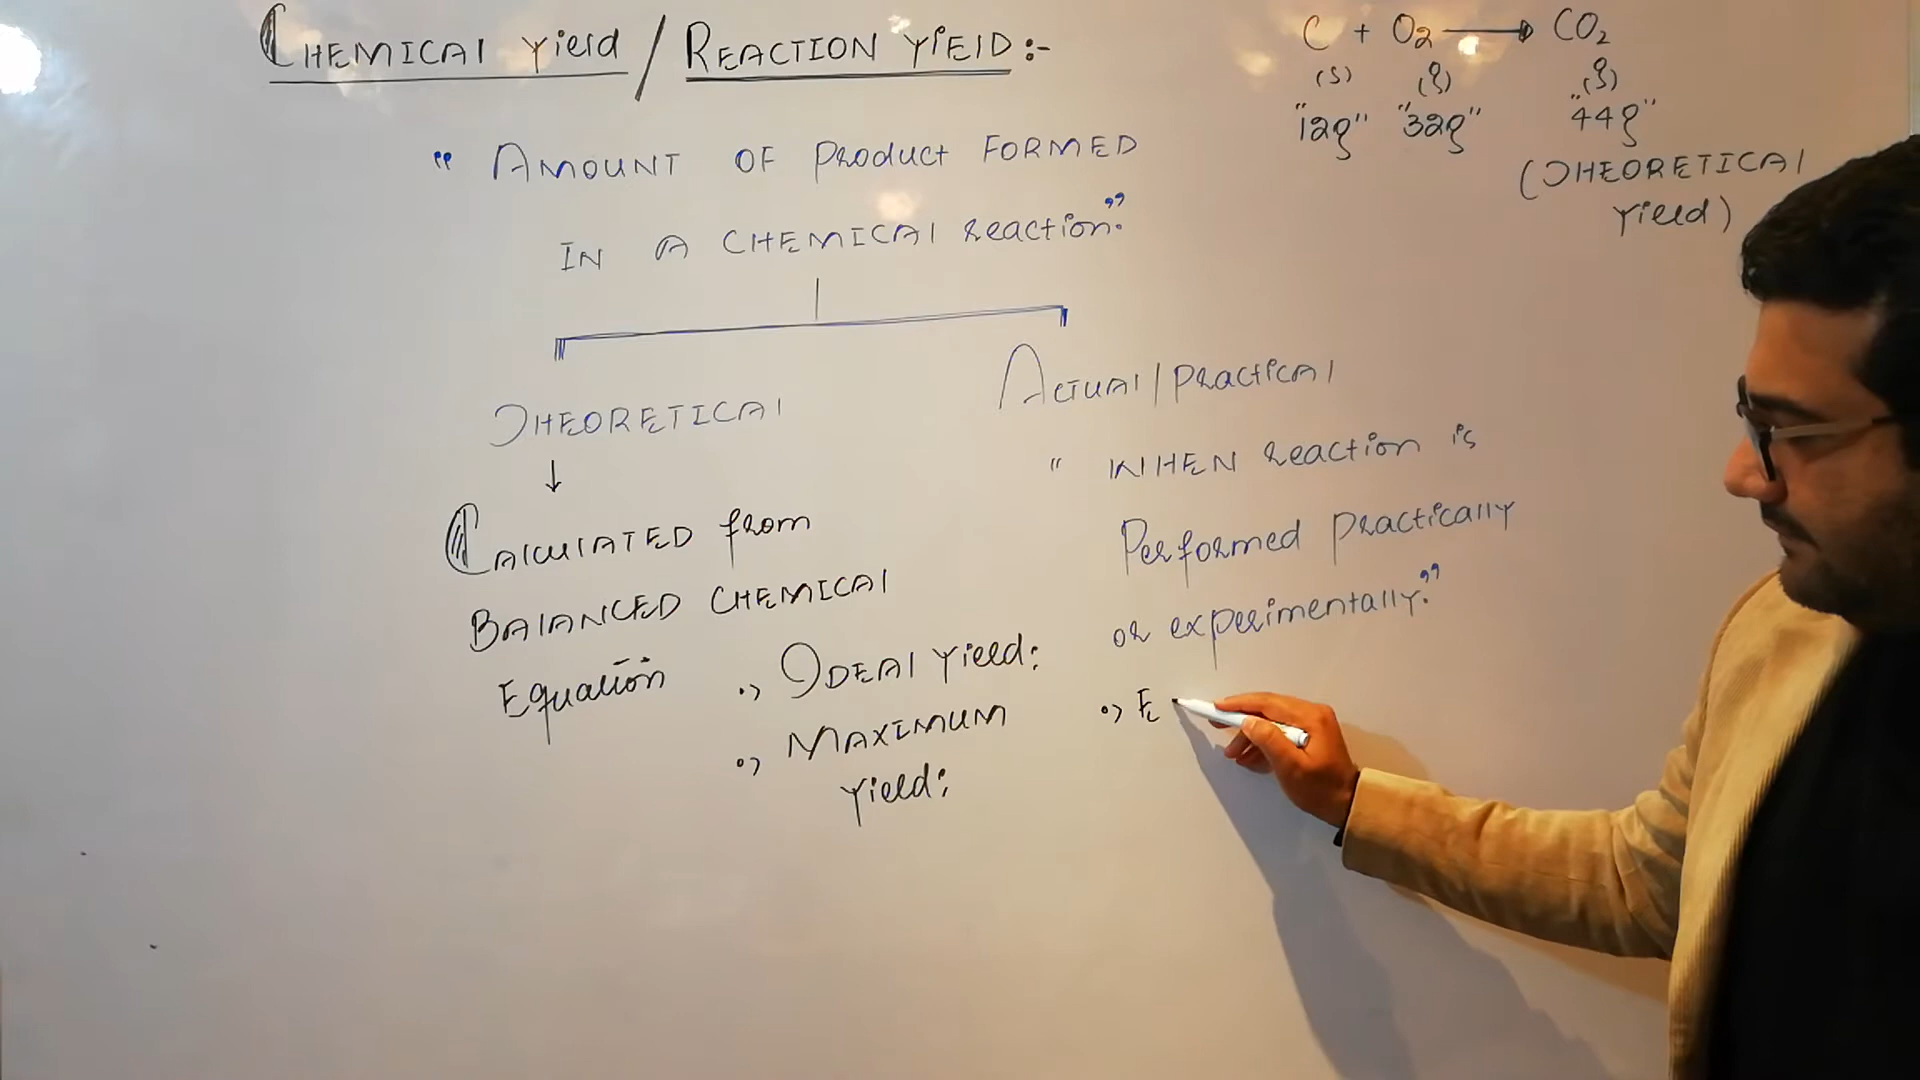 CHEMICAL YIELD / REACTION YIELD:-
C + O2 → CO2
(s) (g) (g)
"12g" "32g" "44g"
(THEORETICAL
YIELD)
" AMOUNT OF PRODUCT FORMED
IN A CHEMICAL Reaction."
THEORETICAL
↓
CALCULATED from
BALANCED CHEMICAL
Equation
., IDEAL Yield:
., MAXIMUM
Yield:
ACTUAL/PRACTICAL
" WHEN Reaction is
Performed Practically
or experimentally."
., E